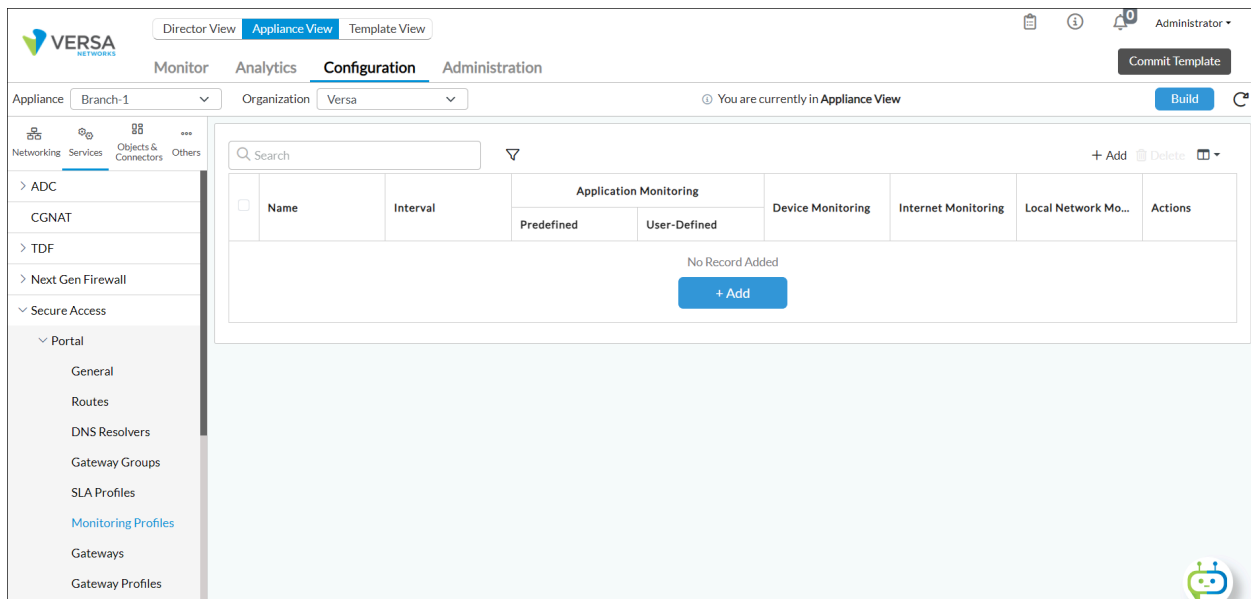 Director View Appliance View Template View
0
Administrator
VERSA
NETWORKS
Monitor Analytics Configuration Administration
Commit Template
Appliance Branch-1 Organization Versa You are currently in Appliance View Build
Networking Services Objects & Connectors Others
Search
+ Add Delete
ADC
CGNAT
TDF
Next Gen Firewall
Secure Access
Portal
General
Routes
DNS Resolvers
Gateway Groups
SLA Profiles
Monitoring Profiles
Gateways
Gateway Profiles
Name Interval Application Monitoring Device Monitoring Internet Monitoring Local Network Mo... Actions
Predefined User-Defined
No Record Added
+ Add